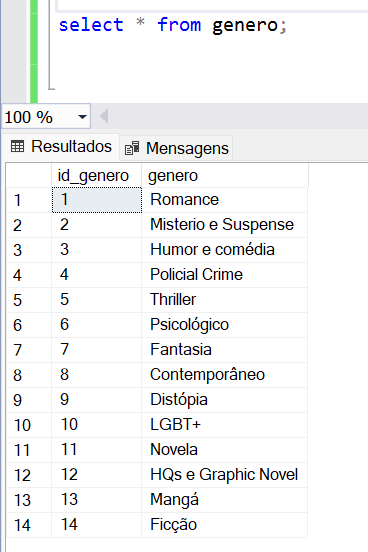 select * from genero;
100 %
Resultados Mensagens
id_genero genero
1 1 Romance
2 2 Misterio e Suspense
3 3 Humor e comédia
4 4 Policial Crime
5 5 Thriller
6 6 Psicológico
7 7 Fantasia
8 8 Contemporâneo
9 9 Distópia
10 10 LGBT+
11 11 Novela
12 12 HQs e Graphic Novel
13 13 Mangá
14 14 Ficção